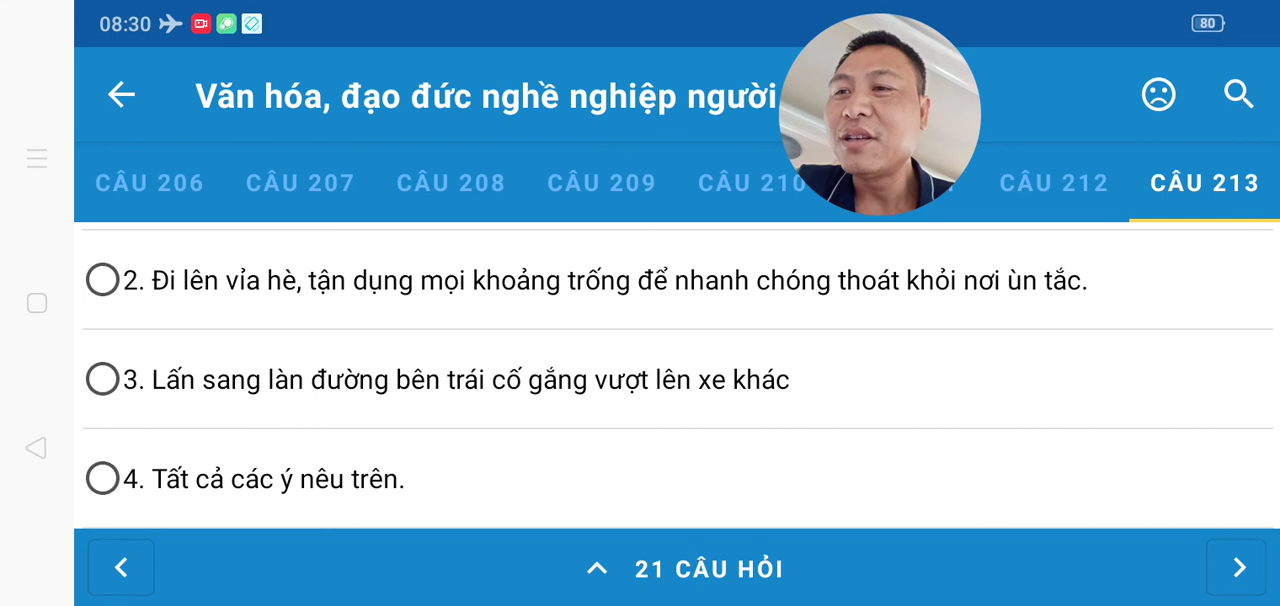 08:30
80
Văn hóa, đạo đức nghề nghiệp người
CÂU 206 CÂU 207 CÂU 208 CÂU 209 CÂU 210 CÂU 212 CÂU 213
2. Đi lên vỉa hè, tận dụng mọi khoảng trống để nhanh chóng thoát khỏi nơi ùn tắc.
3. Lấn sang làn đường bên trái cố gắng vượt lên xe khác
4. Tất cả các ý nêu trên.
21 CÂU HỎI